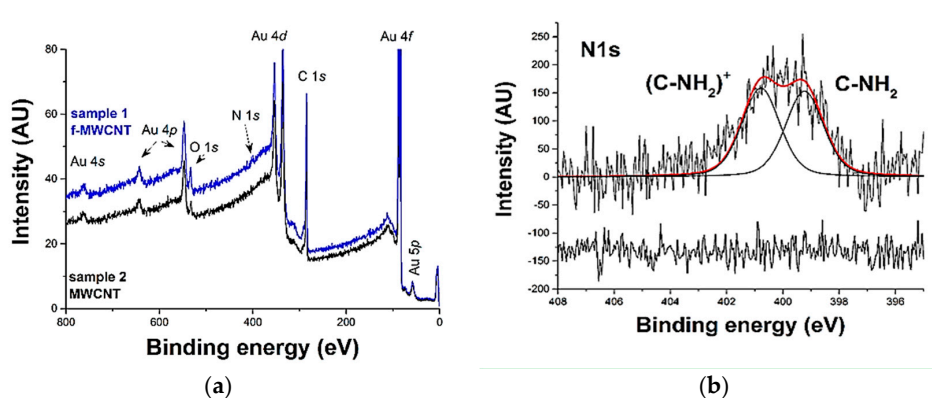 80
60
40
20
0
Intensity (AU)
sample 1
f-MWCNT
Au 4s
Au 4p
O 1s
N 1s
Au 4d
C 1s
Au 4f
Au 5p
sample 2
MWCNT
800 600 400 200 0
Binding energy (eV)
(a)
250
200
150
100
50
0
-50
-100
-150
-200
Intensity (AU)
N1s
(C-NH₂)⁺
C-NH₂
408 406 404 402 400 398 396
Binding energy (eV)
(b)